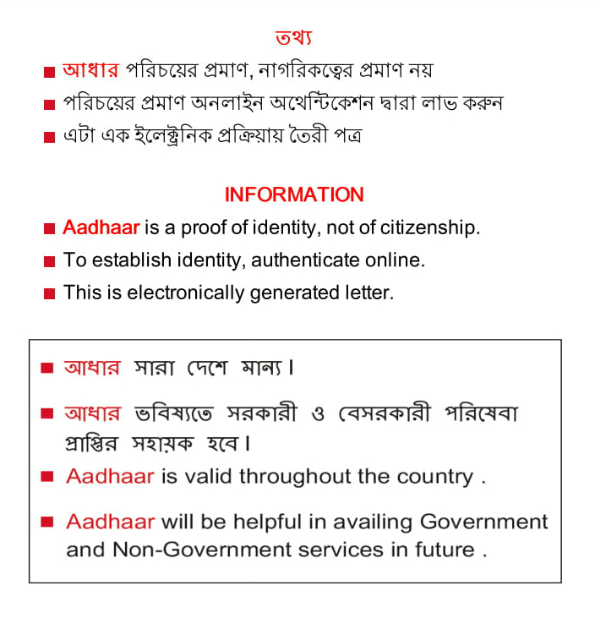 তথ্য
আধার পরিচয়ের প্রমাণ, নাগরিকত্বের প্রমাণ নয়
পরিচয়ের প্রমাণ অনলাইন অথেন্টিকেশন দ্বারা লাভ করুন
এটা এক ইলেক্ট্রনিক প্রক্রিয়ায় তৈরী পত্র
INFORMATION
Aadhaar is a proof of identity, not of citizenship.
To establish identity, authenticate online.
This is electronically generated letter.
আধার সারা দেশে মান্য।
আধার ভবিষ্যতে সরকারী ও বেসরকারী পরিষেবা
প্রাপ্তির সহায়ক হবে।
Aadhaar is valid throughout the country .
Aadhaar will be helpful in availing Government
and Non-Government services in future .